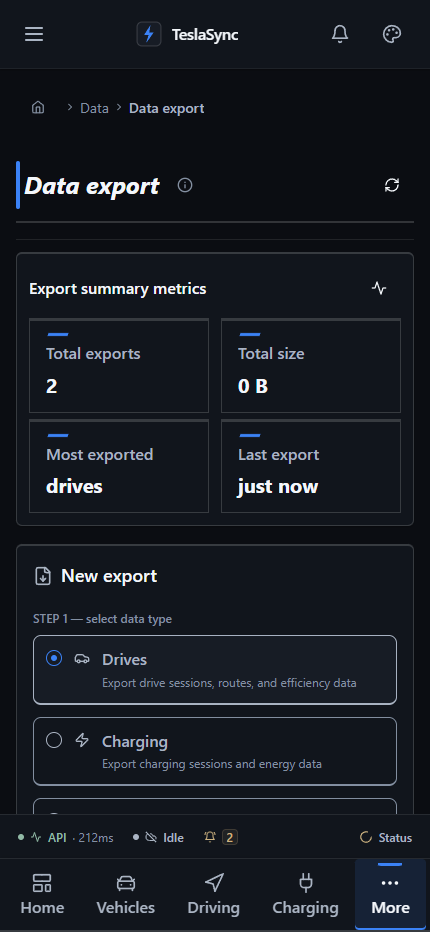 TeslaSync
Data
Data export
Data export
Export summary metrics
Total exports
2
Total size
0 B
Most exported
drives
Last export
just now
New export
STEP 1 — select data type
Drives
Export drive sessions, routes, and efficiency data
Charging
Export charging sessions and energy data
API · 212ms
Idle
2
Status
Home
Vehicles
Driving
Charging
More